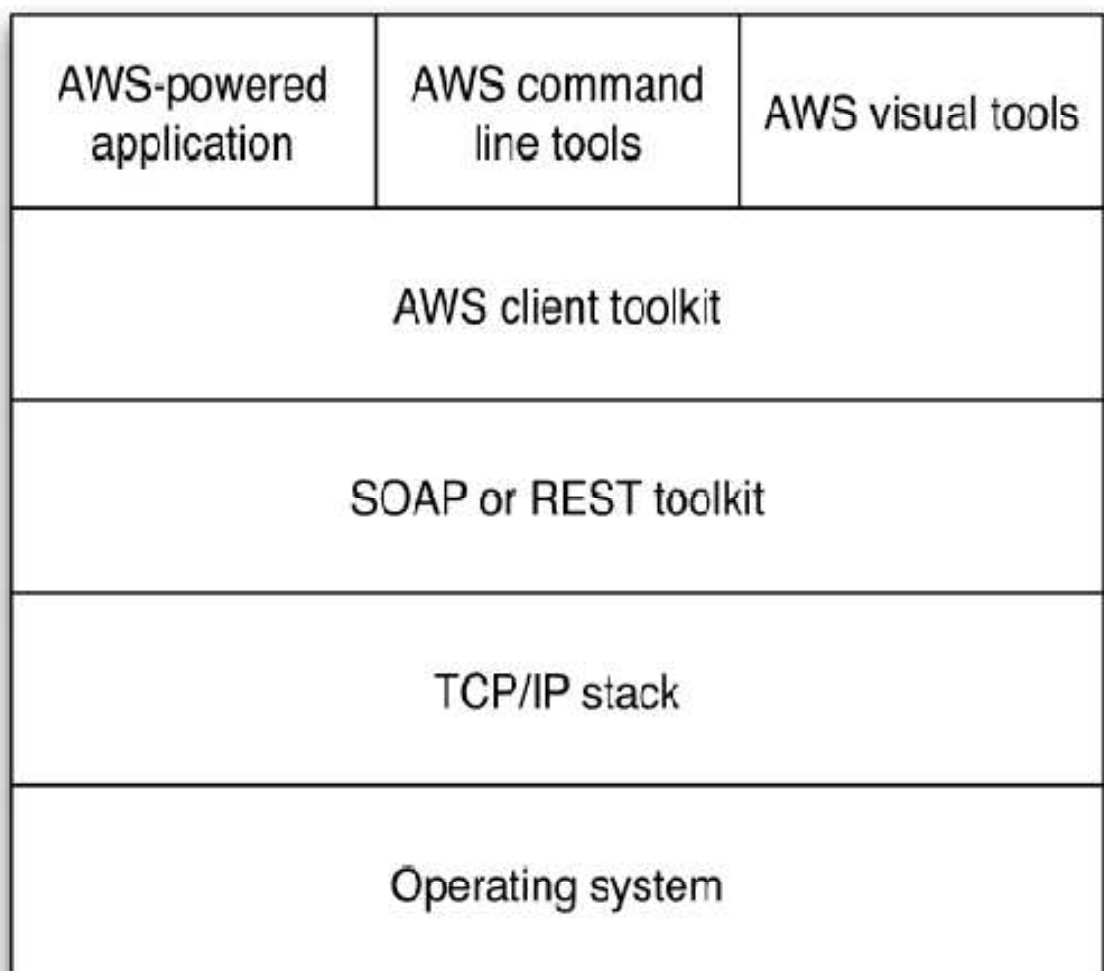 AWS-powered
application
AWS command
line tools
AWS visual tools
AWS client toolkit
SOAP or REST toolkit
TCP/IP stack
Operating system